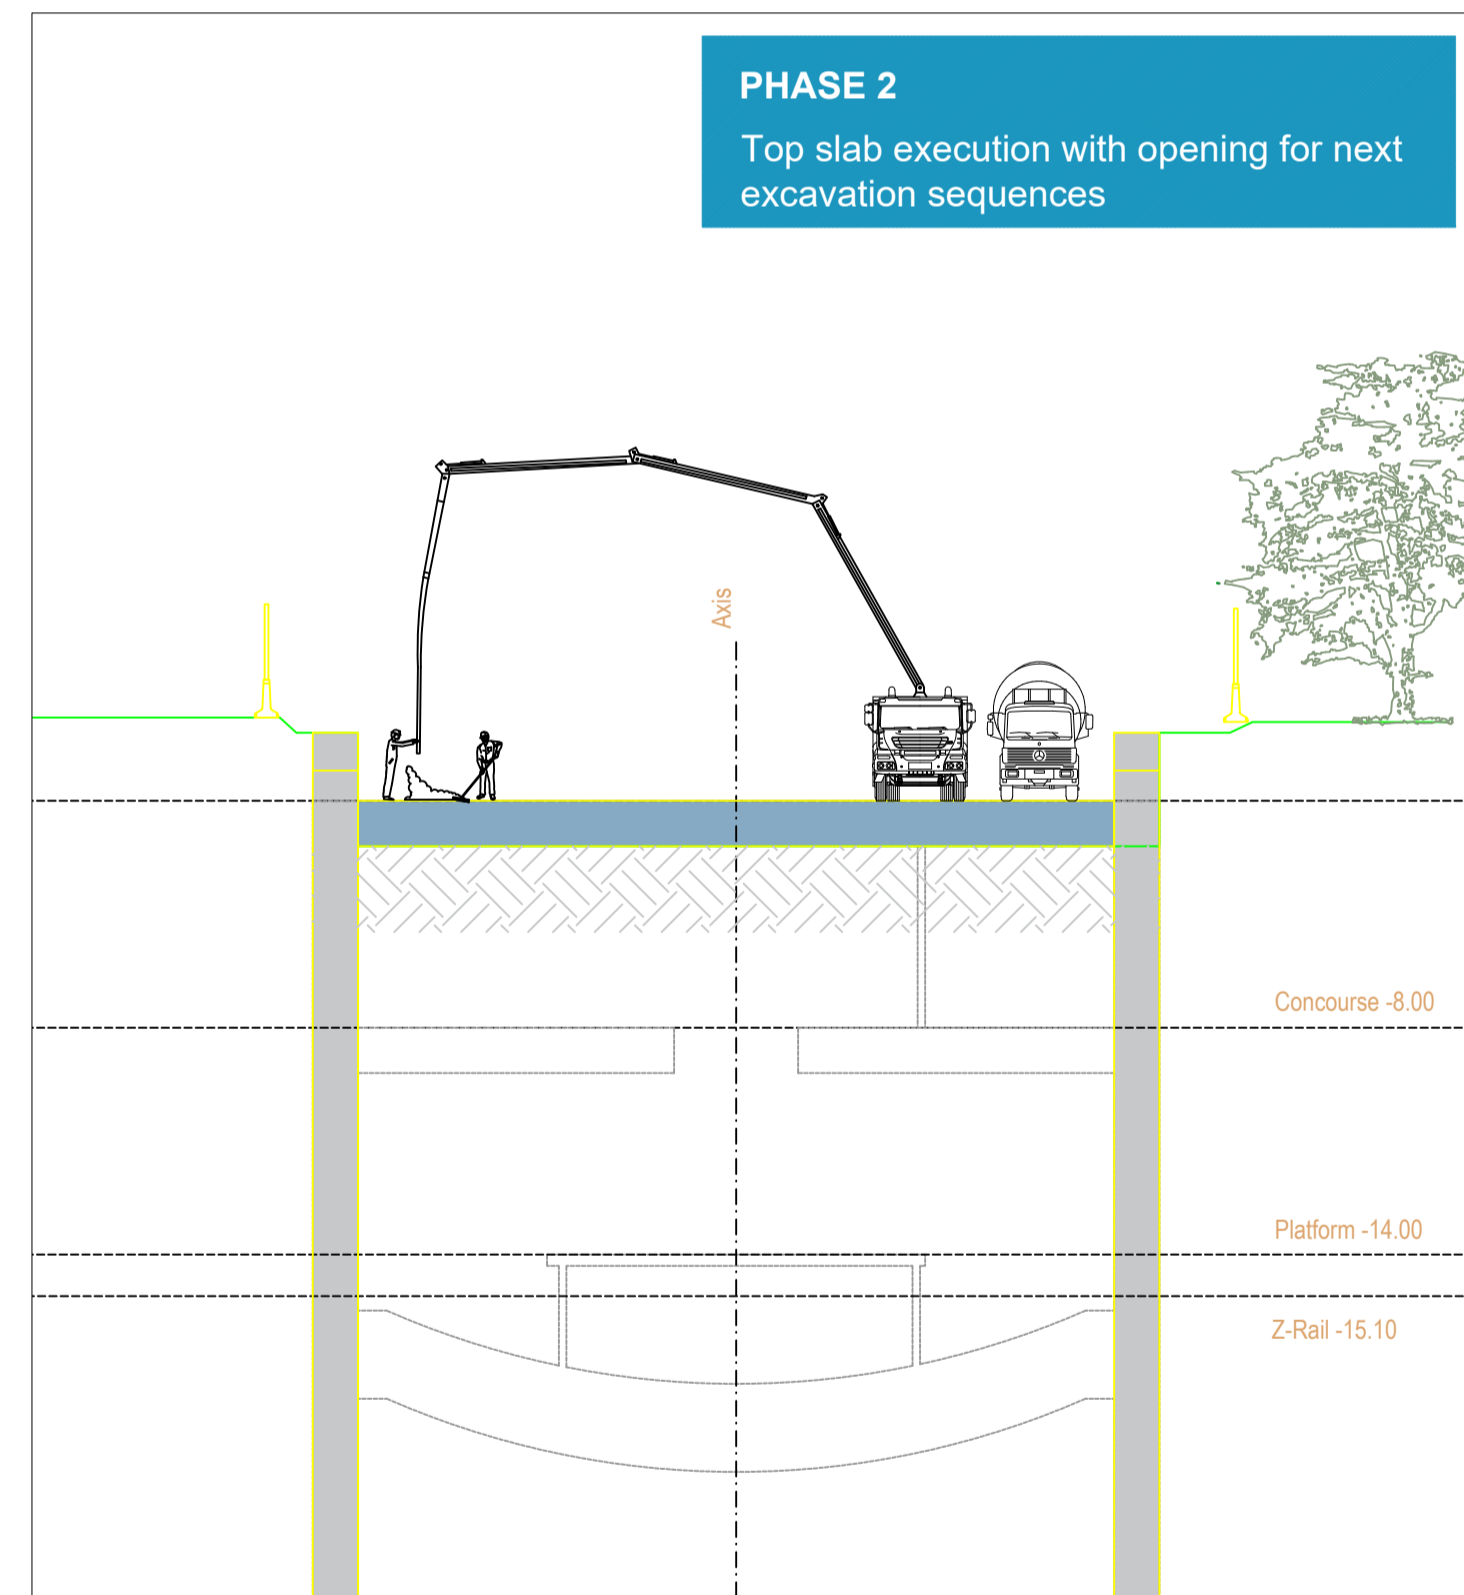 PHASE 2
Top slab execution with opening for next
excavation sequences
Axis
Concourse -8.00
Platform -14.00
Z-Rail -15.10